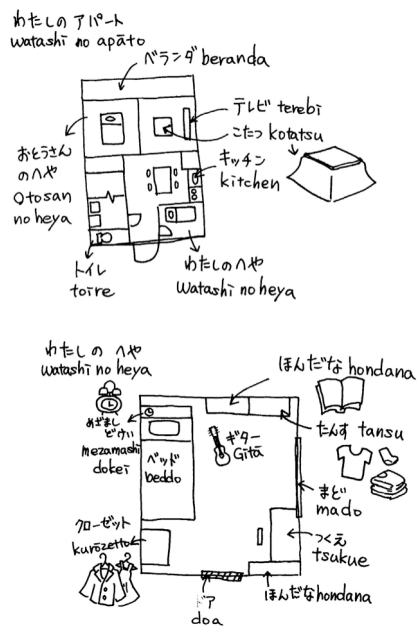 わたしの アパート
watashi no apāto
ベランダ beranda
テレビ terebi
こたつ kotatsu
キッチン
kitchen
おとうさん
のへや
Otosan
no heya
トイレ
toire
わたしのへや
watashi no heya
わたしの へや
watashi no heya
ほんだな hondana
たんす tansu
めざまし
どけい
mezamashi
dokei
ベッド
beddo
ギター
Gitā
まど
mado
つくえ
tsukue
クローゼット
kurōzetto
ドア
doa
ほんだな hondana